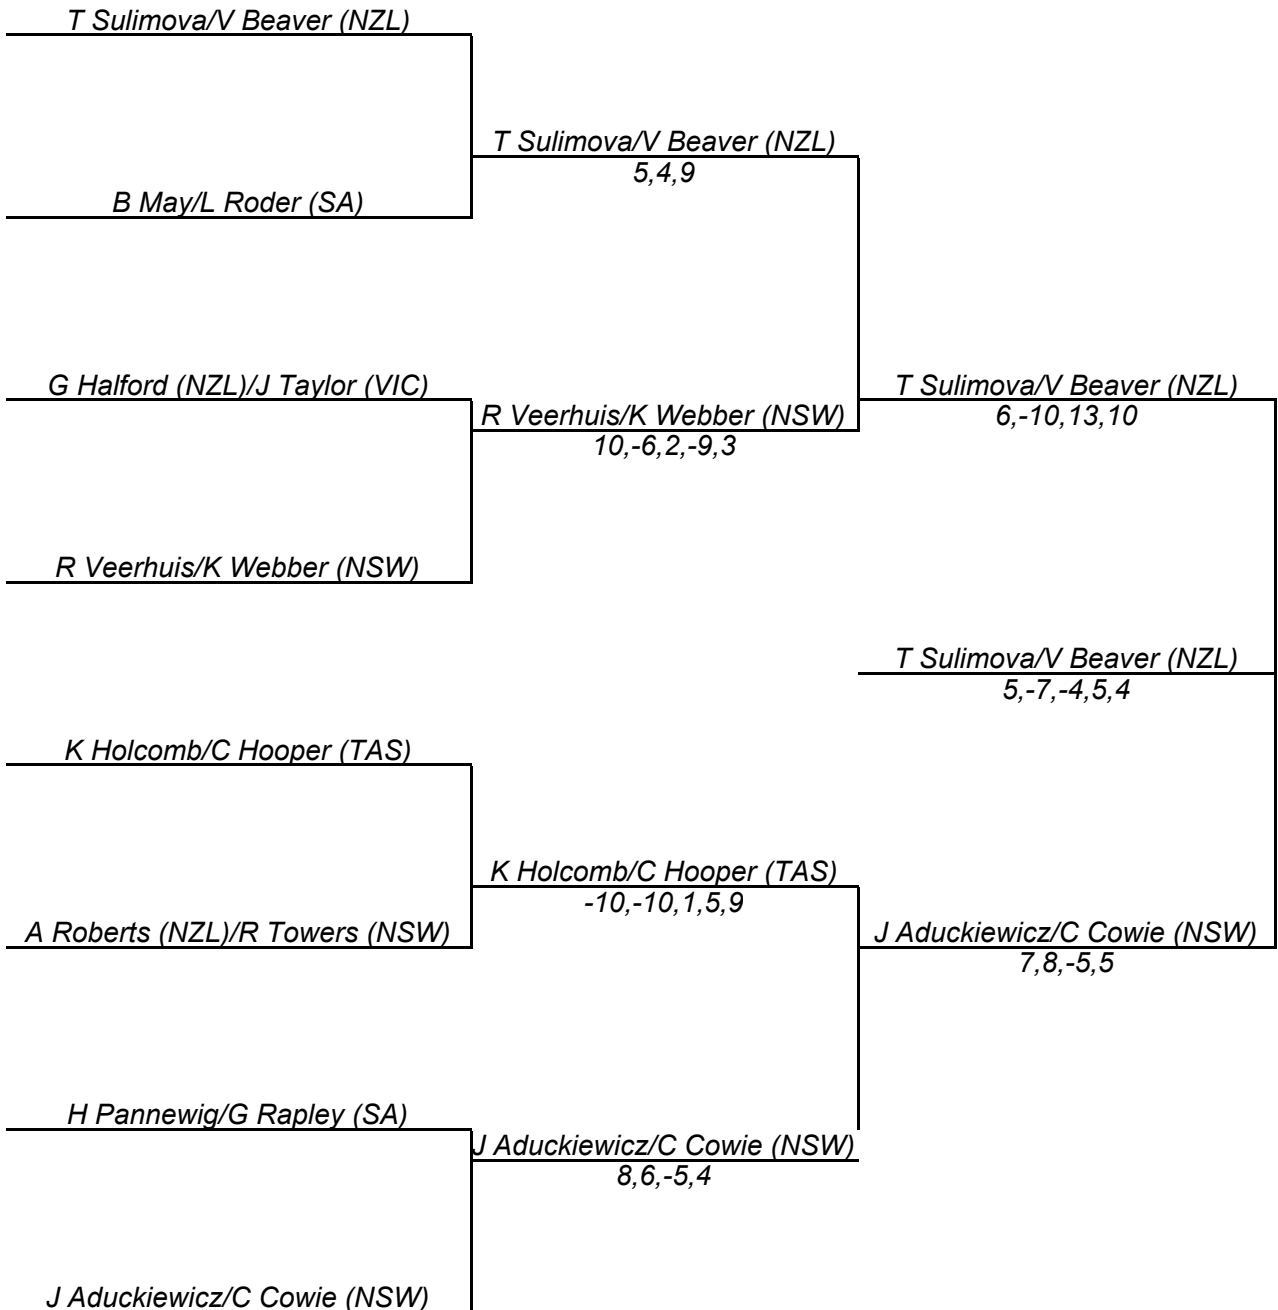 T Sulimova/V Beaver (NZL)
T Sulimova/V Beaver (NZL)
5,4,9
B May/L Roder (SA)
G Halford (NZL)/J Taylor (VIC)
T Sulimova/V Beaver (NZL)
6,-10,13,10
R Veerhuis/K Webber (NSW)
10,-6,2,-9,3
R Veerhuis/K Webber (NSW)
T Sulimova/V Beaver (NZL)
5,-7,-4,5,4
K Holcomb/C Hooper (TAS)
K Holcomb/C Hooper (TAS)
-10,-10,1,5,9
A Roberts (NZL)/R Towers (NSW)
J Aduckiewicz/C Cowie (NSW)
7,8,-5,5
H Pannewig/G Rapley (SA)
J Aduckiewicz/C Cowie (NSW)
8,6,-5,4
J Aduckiewicz/C Cowie (NSW)